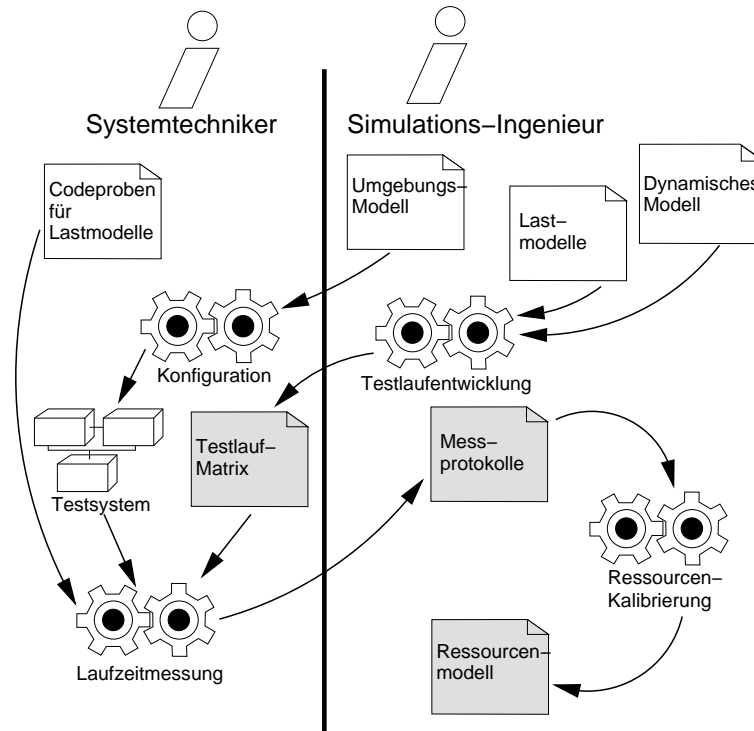 Systemtechniker
Simulations–Ingenieur
Codeproben
für
Lastmodelle
Umgebungs–
Modell
Last–
modelle
Dynamisches
Modell
Konfiguration
Testlaufentwicklung
Testlauf–
Matrix
Mess–
protokolle
Testsystem
Ressourcen–
Kalibrierung
Laufzeitmessung
Ressourcen–
modell